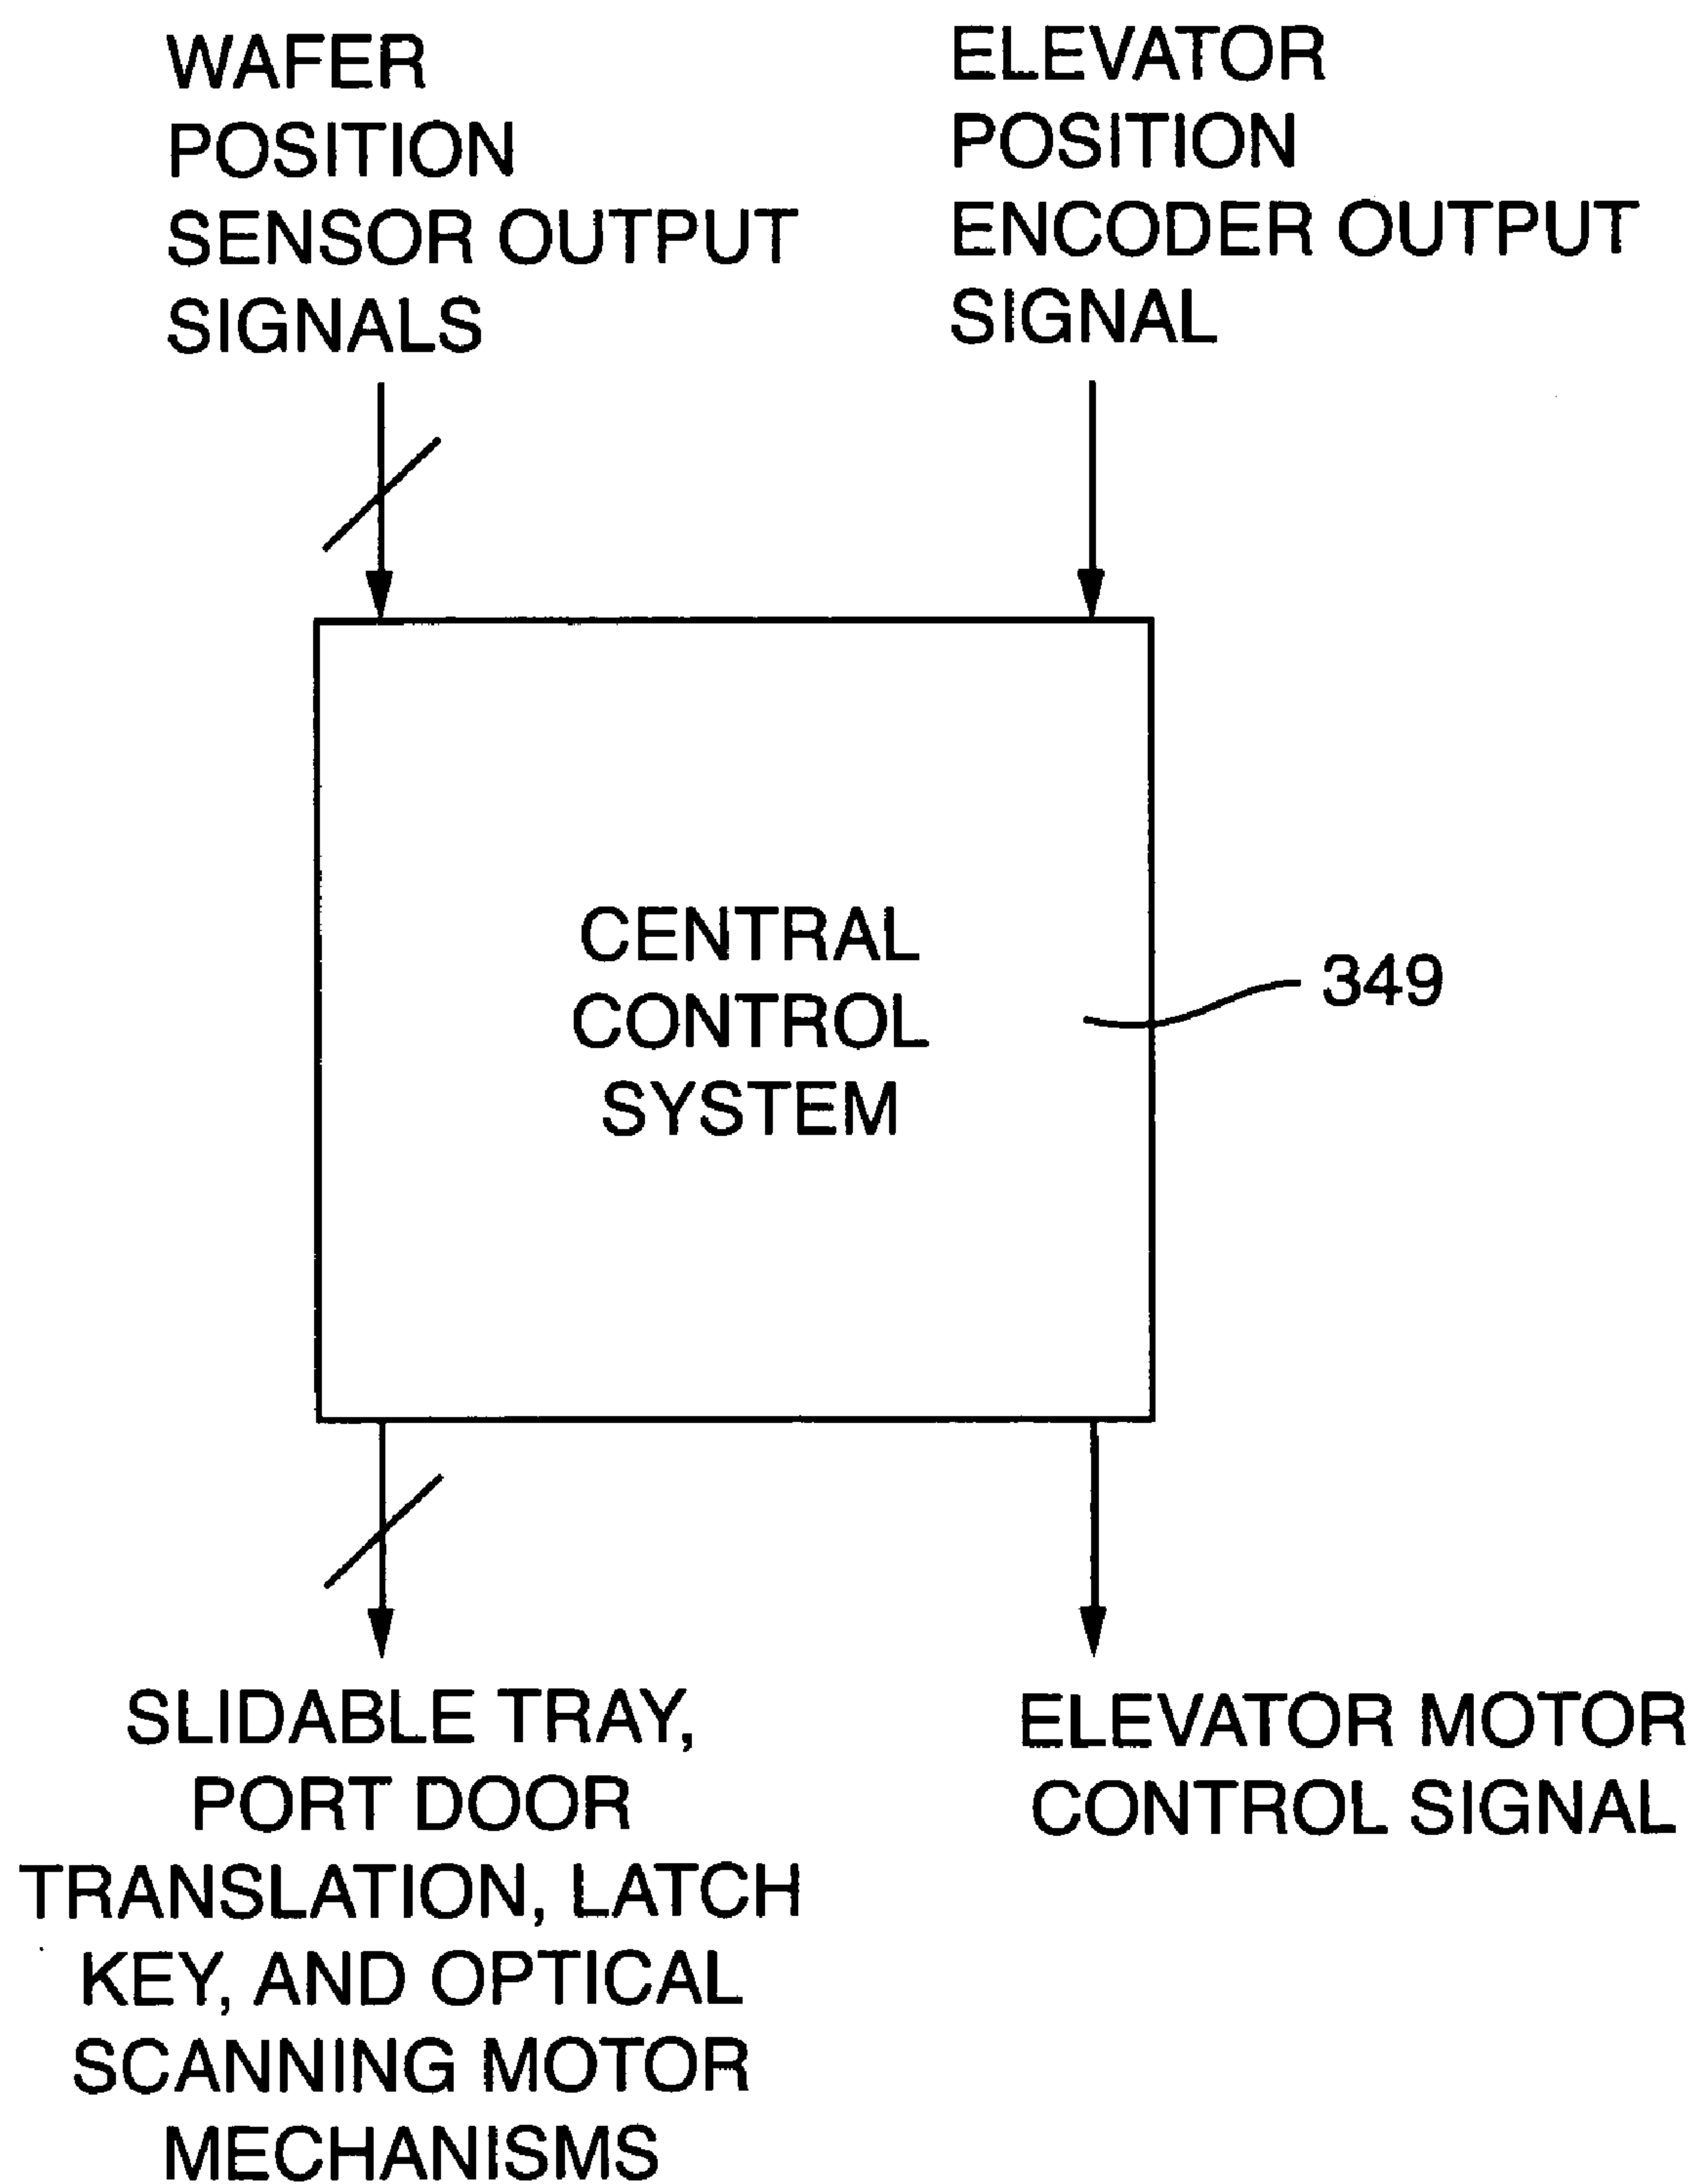 WAFER
POSITION
SENSOR OUTPUT
SIGNALS
ELEVATOR
POSITION
ENCODER OUTPUT
SIGNAL
CENTRAL
CONTROL
SYSTEM
349
SLIDABLE TRAY,
PORT DOOR
TRANSLATION, LATCH
KEY, AND OPTICAL
SCANNING MOTOR
MECHANISMS
ELEVATOR MOTOR
CONTROL SIGNAL